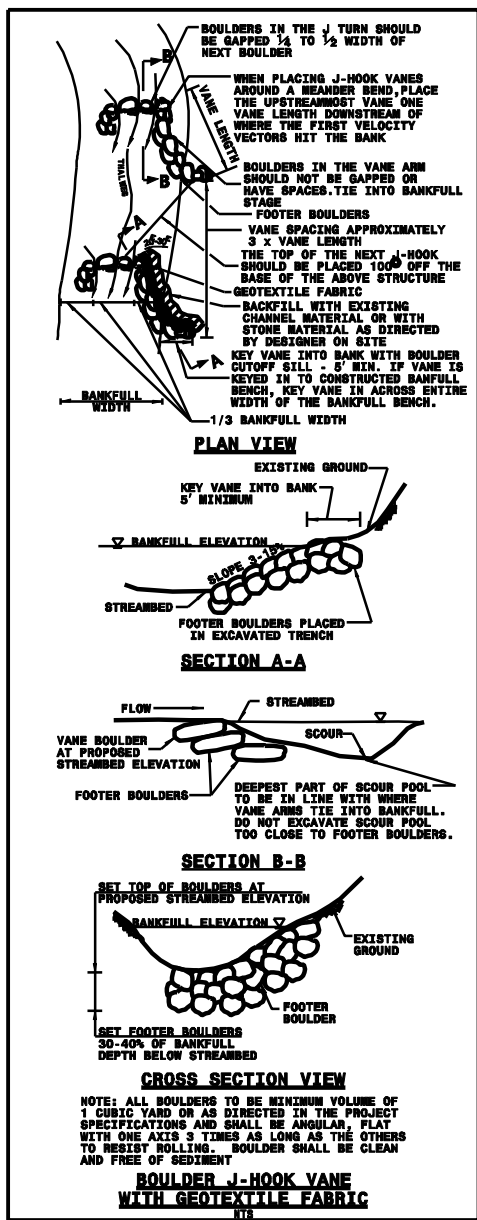 BOULDERS IN THE J TURN SHOULD
BE GAPPED 1/4 TO 1/2 WIDTH OF
NEXT BOULDER
B
WHEN PLACING J-HOOK VANES
AROUND A MEANDER BEND, PLACE
THE UPSTREAMMOST VANE ONE
VANE LENGTH DOWNSTREAM OF
WHERE THE FIRST VELOCITY
VECTORS HIT THE BANK
VANE LENGTH
THALWEG
B
BOULDERS IN THE VANE ARM
SHOULD NOT BE GAPPED OR
HAVE SPACES. TIE INTO BANKFULL
STAGE
FOOTER BOULDERS
A
VANE SPACING APPROXIMATELY
3 x VANE LENGTH
20°-30°
THE TOP OF THE NEXT J-HOOK
SHOULD BE PLACED 100' OFF THE
BASE OF THE ABOVE STRUCTURE
GEOTEXTILE FABRIC
BACKFILL WITH EXISTING
CHANNEL MATERIAL OR WITH
STONE MATERIAL AS DIRECTED
BY DESIGNER ON SITE
A
KEY VANE INTO BANK WITH BOULDER
CUTOFF SILL - 5' MIN. IF VANE IS
KEYED IN TO CONSTRUCTED BANFULL
BENCH, KEY VANE IN ACROSS ENTIRE
WIDTH OF THE BANKFULL BENCH.
BANKFULL
WIDTH
1/3 BANKFULL WIDTH
PLAN VIEW
EXISTING GROUND
KEY VANE INTO BANK
5' MINIMUM
BANKFULL ELEVATION
SLOPE 3-15%
STREAMBED
FOOTER BOULDERS PLACED
IN EXCAVATED TRENCH
SECTION A-A
FLOW
STREAMBED
SCOUR
VANE BOULDER
AT PROPOSED
STREAMBED ELEVATION
FOOTER BOULDERS
DEEPEST PART OF SCOUR POOL
TO BE IN LINE WITH WHERE
VANE ARMS TIE INTO BANKFULL.
DO NOT EXCAVATE SCOUR POOL
TOO CLOSE TO FOOTER BOULDERS.
SECTION B-B
SET TOP OF BOULDERS AT
PROPOSED STREAMBED ELEVATION
BANKFULL ELEVATION
EXISTING
GROUND
FOOTER
BOULDER
SET FOOTER BOULDERS
30-40% OF BANKFULL
DEPTH BELOW STREAMBED
CROSS SECTION VIEW
NOTE: ALL BOULDERS TO BE MINIMUM VOLUME OF
1 CUBIC YARD OR AS DIRECTED IN THE PROJECT
SPECIFICATIONS AND SHALL BE ANGULAR, FLAT
WITH ONE AXIS 3 TIMES AS LONG AS THE OTHERS
TO RESIST ROLLING. BOULDER SHALL BE CLEAN
AND FREE OF SEDIMENT
BOULDER J-HOOK VANE
WITH GEOTEXTILE FABRIC
NTS